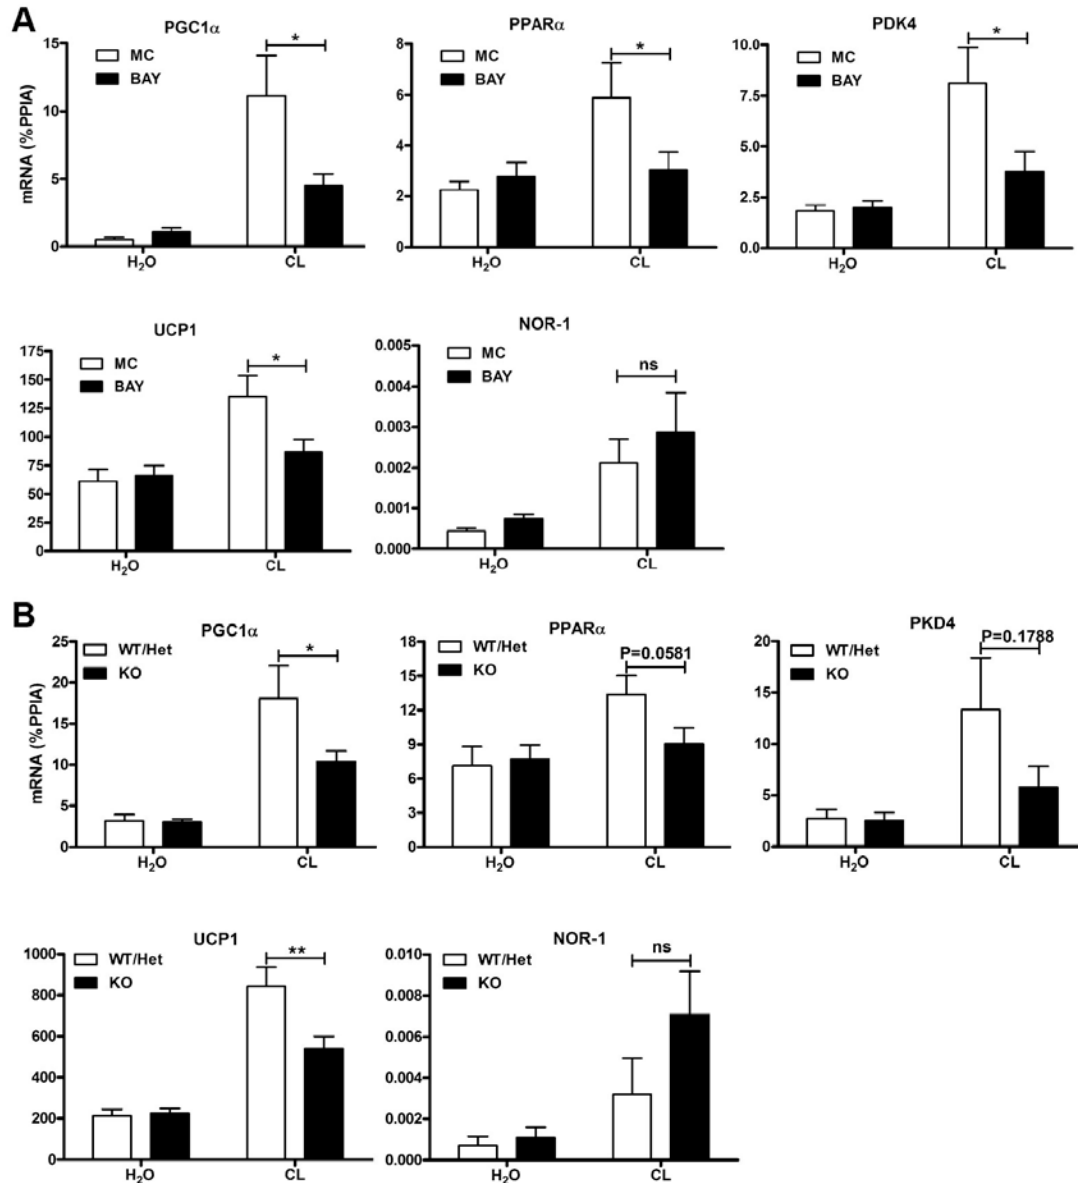 A
PGC1α
15
10
5
0
mRNA (%PPIA)
MC
BAY
*
H₂O
CL
PPARα
8
6
4
2
0
MC
BAY
*
H₂O
CL
PDK4
10.0
7.5
5.0
2.5
0.0
MC
BAY
*
H₂O
CL
UCP1
175
150
125
100
75
50
25
0
MC
BAY
*
H₂O
CL
NOR-1
0.005
0.004
0.003
0.002
0.001
0.000
MC
BAY
ns
H₂O
CL
B
PGC1α
25
20
15
10
5
0
mRNA (%PPIA)
WT/Het
KO
*
H₂O
CL
PPARα
18
15
12
9
6
3
0
WT/Het
KO
P=0.0581
H₂O
CL
PKD4
20
15
10
5
0
WT/Het
KO
P=0.1788
H₂O
CL
UCP1
1000
800
600
400
200
0
WT/Het
KO
**
H₂O
CL
NOR-1
0.010
0.008
0.006
0.004
0.002
0.000
WT/Het
KO
ns
H₂O
CL